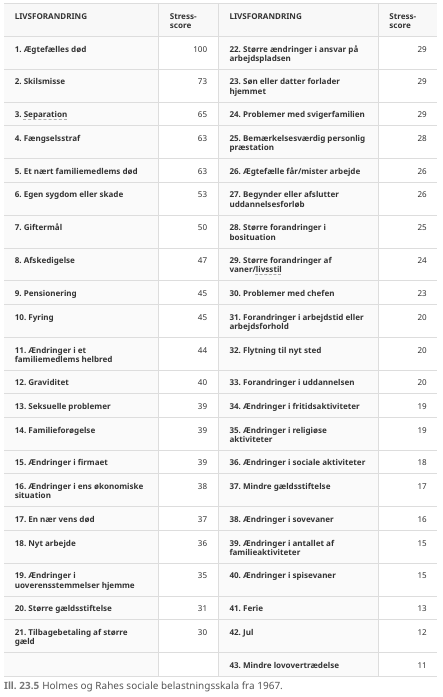 LIVSFORANDRING
Stress-
score
LIVSFORANDRING
Stress-
score
1. Ægtefælles død
100
22. Større ændringer i ansvar på
arbejdspladsen
29
2. Skilsmisse
73
23. Søn eller datter forlader
hjemmet
29
3. Separation
65
24. Problemer med svigerfamilien
29
4. Fængselsstraf
63
25. Bemærkelsesværdig personlig
præstation
28
5. Et nært familiemedlems død
63
26. Ægtefælle får/mister arbejde
26
6. Egen sygdom eller skade
53
27. Begynder eller afslutter
uddannelsesforløb
26
7. Giftermål
50
28. Større forandringer i
bosituation
25
8. Afskedigelse
47
29. Større forandringer af
vaner/livsstil
24
9. Pensionering
45
30. Problemer med chefen
23
10. Fyring
45
31. Forandringer i arbejdstid eller
arbejdsforhold
20
11. Ændringer i et
familiemedlems helbred
44
32. Flytning til nyt sted
20
12. Graviditet
40
33. Forandringer i uddannelsen
20
13. Seksuelle problemer
39
34. Ændringer i fritidsaktiviteter
19
14. Familieforøgelse
39
35. Ændringer i religiøse
aktiviteter
19
15. Ændringer i firmaet
39
36. Ændringer i sociale aktiviteter
18
16. Ændringer i ens økonomiske
situation
38
37. Mindre gældsstiftelse
17
17. En nær vens død
37
38. Ændringer i sovevaner
16
18. Nyt arbejde
36
39. Ændringer i antallet af
familieaktiviteter
15
19. Ændringer i
uoverensstemmelser hjemme
35
40. Ændringer i spisevaner
15
20. Større gældsstiftelse
31
41. Ferie
13
21. Tilbagebetaling af større
gæld
30
42. Jul
12
43. Mindre lovovertrædelse
11
Ill. 23.5 Holmes og Rahes sociale belastningsskala fra 1967.